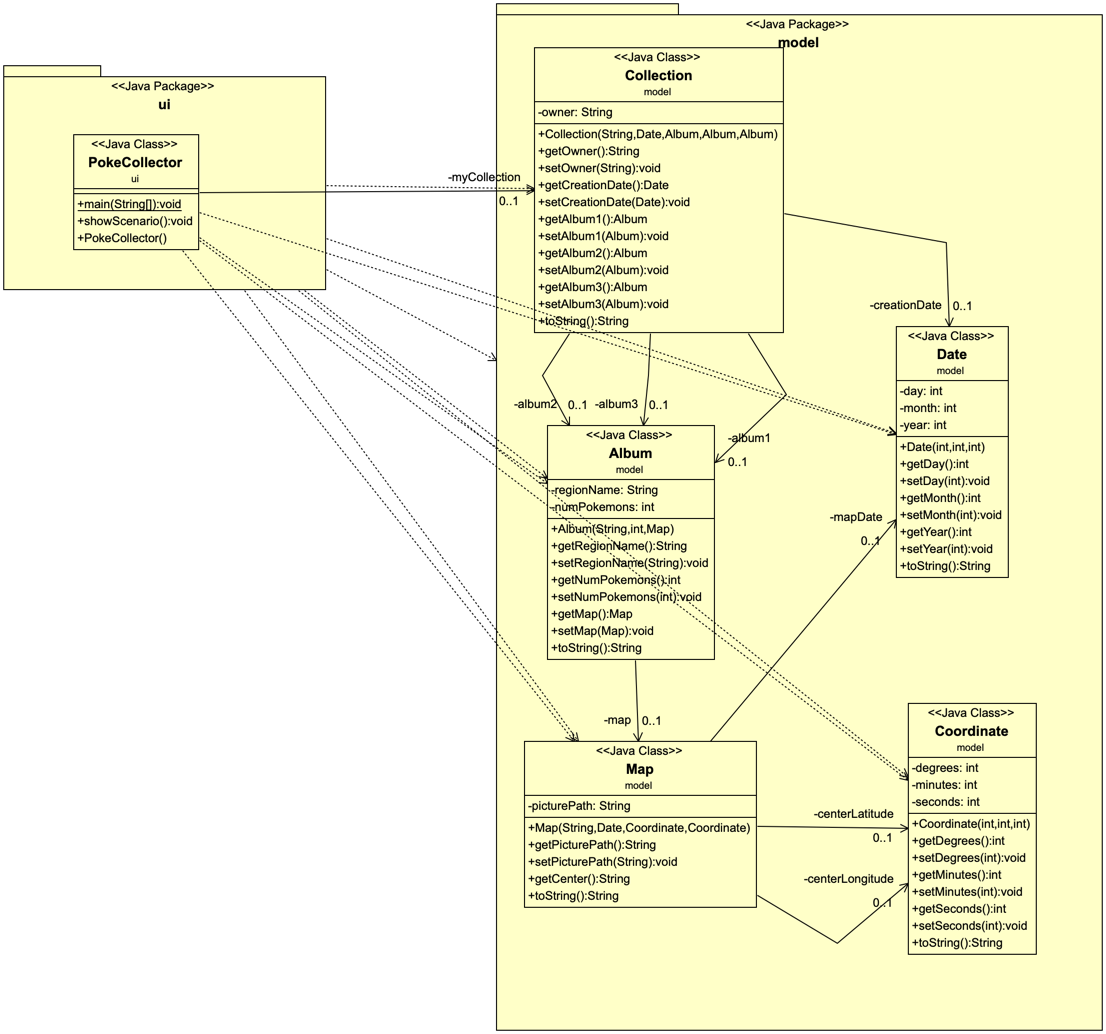 <<Java Package>>
ui
<<Java Class>>
PokeCollector
ui
+main(String[]):void
+showScenario():void
+PokeCollector()
-myCollection
0..1
<<Java Package>>
model
<<Java Class>>
Collection
model
-owner: String
+Collection(String,Date,Album,Album,Album)
+getOwner():String
+setOwner(String):void
+getCreationDate():Date
+setCreationDate(Date):void
+getAlbum1():Album
+setAlbum1(Album):void
+getAlbum2():Album
+setAlbum2(Album):void
+getAlbum3():Album
+setAlbum3(Album):void
+toString():String
-creationDate
0..1
-album2
0..1
-album3
0..1
-album1
0..1
<<Java Class>>
Date
model
-day: int
-month: int
-year: int
+Date(int,int,int)
+getDay():int
+setDay(int):void
+getMonth():int
+setMonth(int):void
+getYear():int
+setYear(int):void
+toString():String
<<Java Class>>
Album
model
-regionName: String
-numPokemons: int
+Album(String,int,Map)
+getRegionName():String
+setRegionName(String):void
+getNumPokemons():int
+setNumPokemons(int):void
+getMap():Map
+setMap(Map):void
+toString():String
-mapDate
0..1
-map
0..1
<<Java Class>>
Map
model
-picturePath: String
+Map(String,Date,Coordinate,Coordinate)
+getPicturePath():String
+setPicturePath(String):void
+getCenter():String
+toString():String
-centerLatitude
0..1
-centerLongitude
0..1
<<Java Class>>
Coordinate
model
-degrees: int
-minutes: int
-seconds: int
+Coordinate(int,int,int)
+getDegrees():int
+setDegrees(int):void
+getMinutes():int
+setMinutes(int):void
+getSeconds():int
+setSeconds(int):void
+toString():String